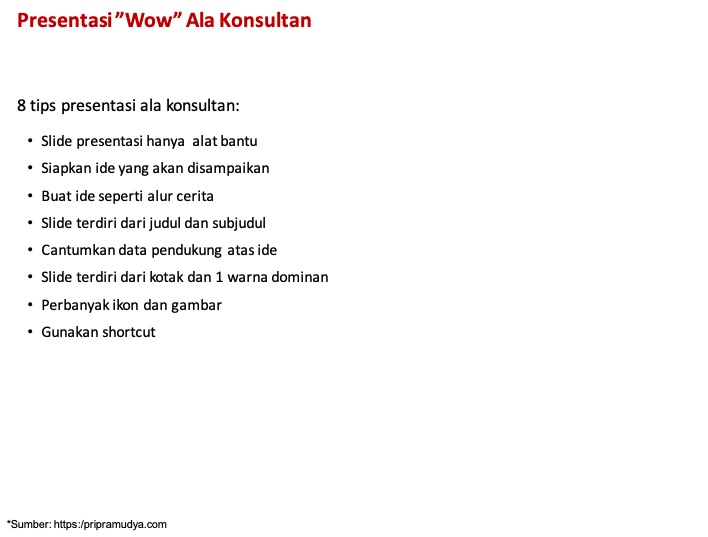 Presentasi ”Wow” Ala Konsultan
8 tips presentasi ala konsultan:
• Slide presentasi hanya alat bantu
• Siapkan ide yang akan disampaikan
• Buat ide seperti alur cerita
• Slide terdiri dari judul dan subjudul
• Cantumkan data pendukung atas ide
• Slide terdiri dari kotak dan 1 warna dominan
• Perbanyak ikon dan gambar
• Gunakan shortcut
*Sumber: https:/pripramudya.com